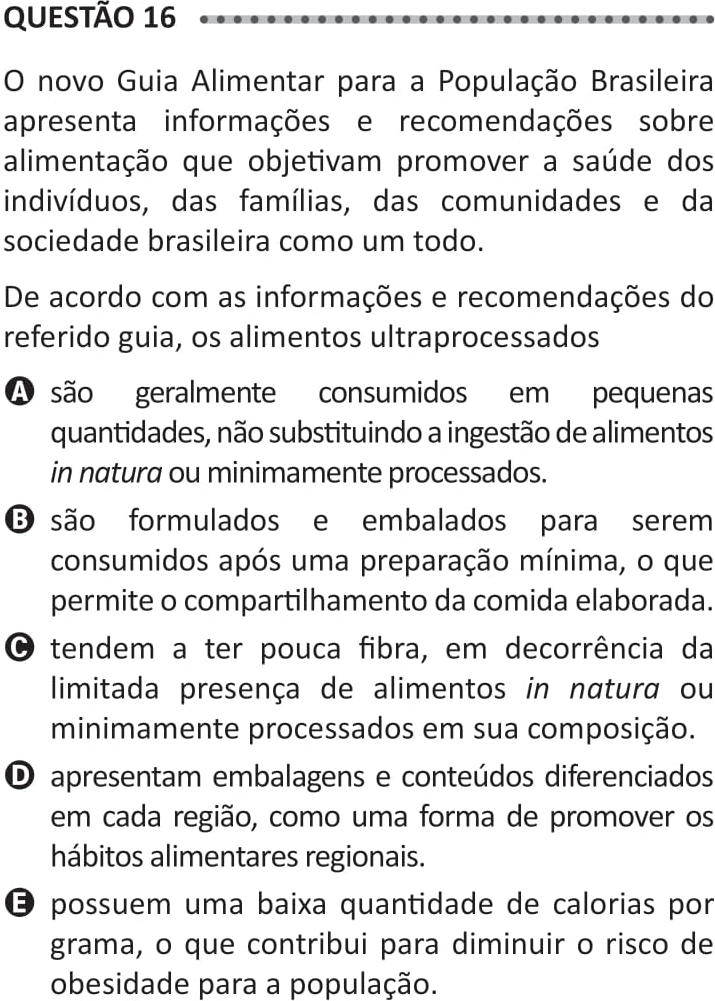 QUESTÃO 16
O novo Guia Alimentar para a População Brasileira
apresenta informações e recomendações sobre
alimentação que objetivam promover a saúde dos
indivíduos, das famílias, das comunidades e da
sociedade brasileira como um todo.
De acordo com as informações e recomendações do
referido guia, os alimentos ultraprocessados
A são geralmente consumidos em pequenas
quantidades, não substituindo a ingestão de alimentos
in natura ou minimamente processados.
B são formulados e embalados para serem
consumidos após uma preparação mínima, o que
permite o compartilhamento da comida elaborada.
C tendem a ter pouca fibra, em decorrência da
limitada presença de alimentos in natura ou
minimamente processados em sua composição.
D apresentam embalagens e conteúdos diferenciados
em cada região, como uma forma de promover os
hábitos alimentares regionais.
E possuem uma baixa quantidade de calorias por
grama, o que contribui para diminuir o risco de
obesidade para a população.